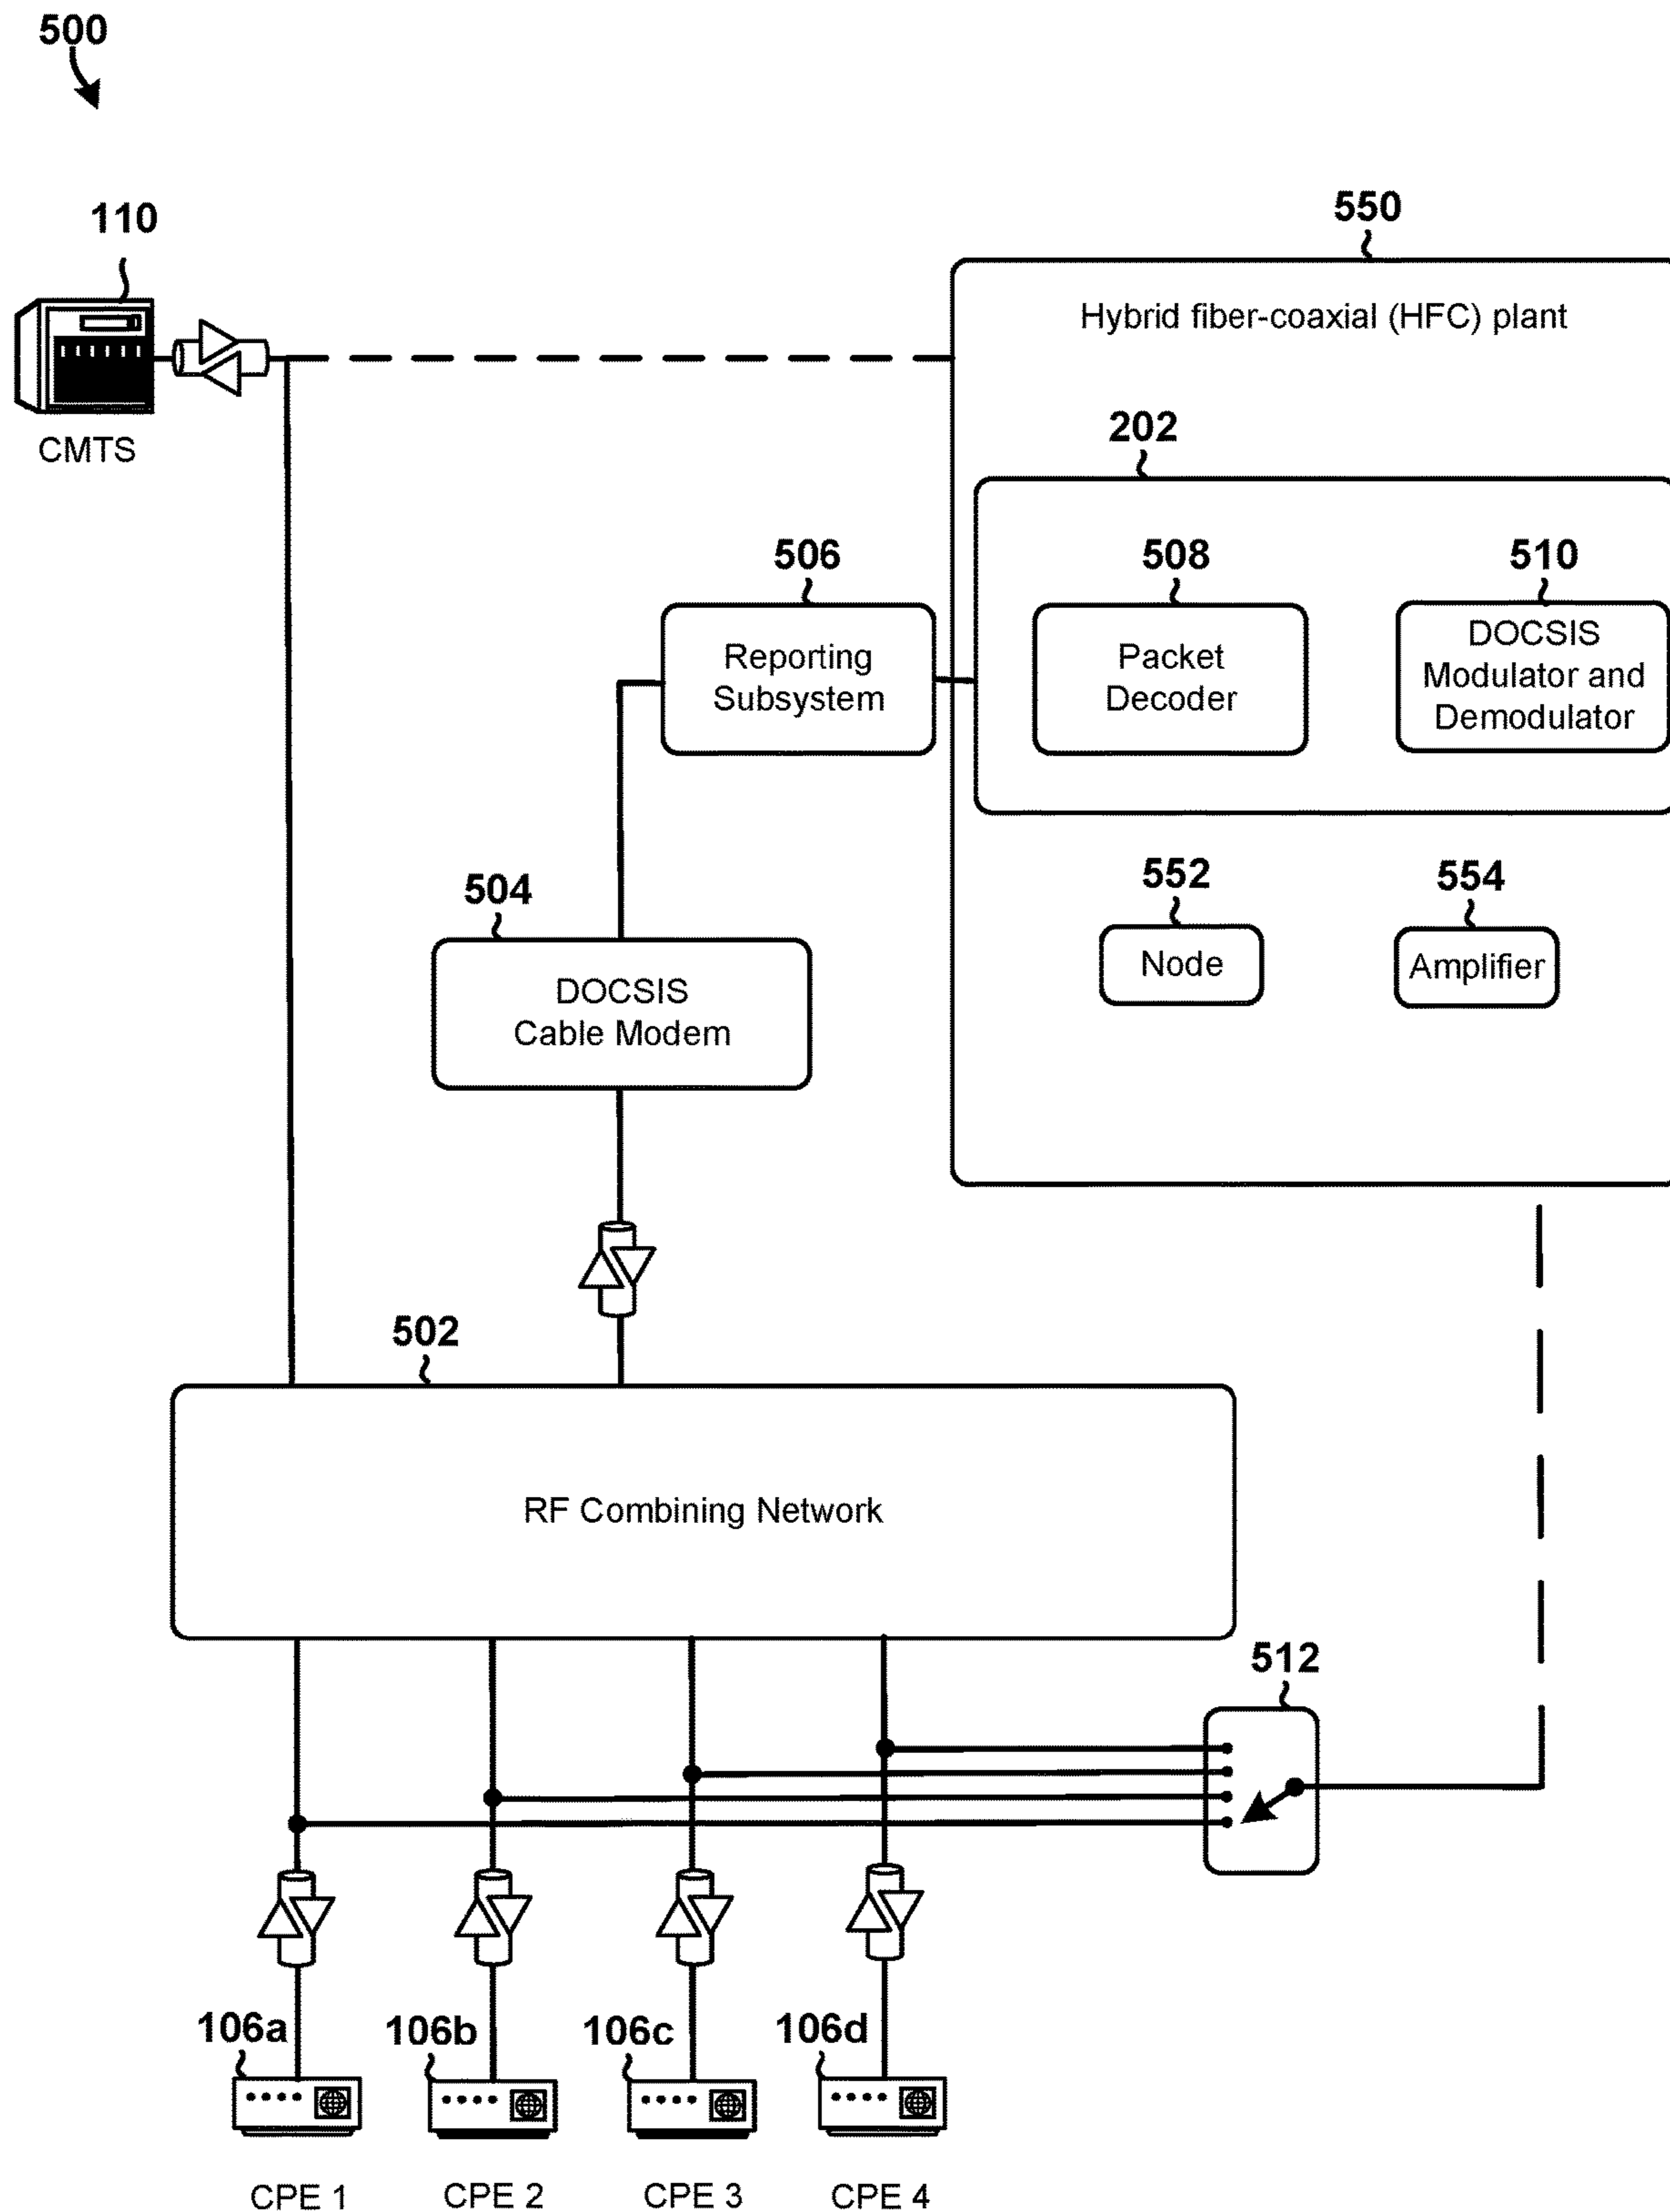 500
110
CMTS
550
Hybrid fiber-coaxial (HFC) plant
202
506
Reporting
Subsystem
508
Packet
Decoder
510
DOCSIS
Modulator and
Demodulator
504
DOCSIS
Cable Modem
552
Node
554
Amplifier
502
RF Combining Network
512
106a
106b
106c
106d
CPE 1
CPE 2
CPE 3
CPE 4